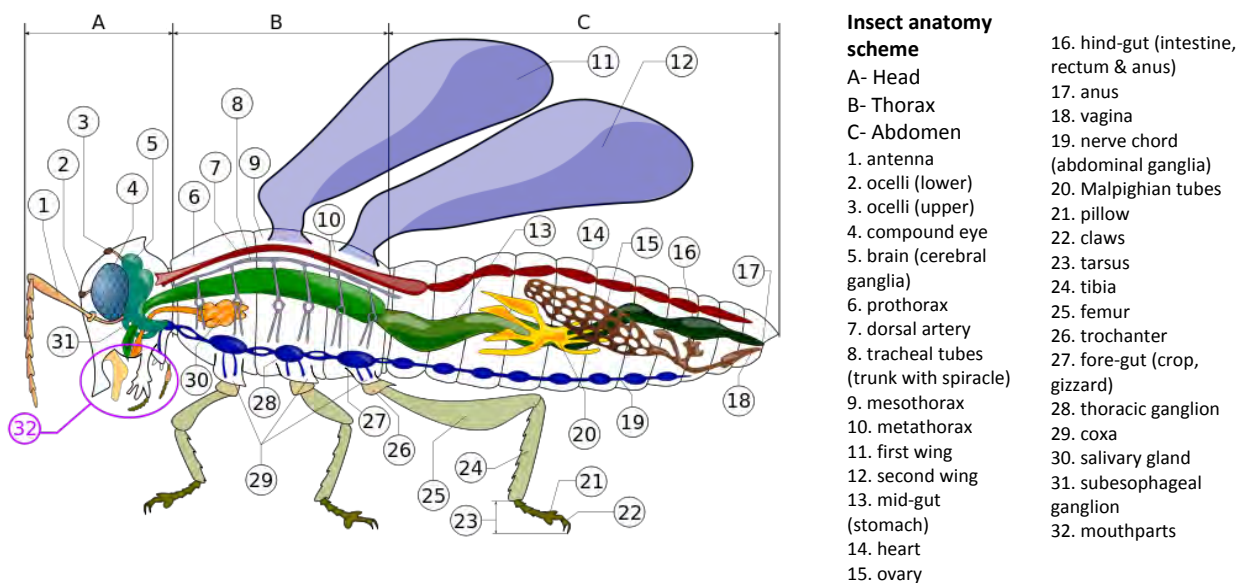 A
B
C
11
12
8
3
9
5
7
2
4
6
1
10
13
14
15
16
17
31
30
28
27
26
32
29
25
24
20
19
18
21
23
22
Insect anatomy
scheme
A- Head
B- Thorax
C- Abdomen
1. antenna
2. ocelli (lower)
3. ocelli (upper)
4. compound eye
5. brain (cerebral
ganglia)
6. prothorax
7. dorsal artery
8. tracheal tubes
(trunk with spiracle)
9. mesothorax
10. metathorax
11. first wing
12. second wing
13. mid-gut
(stomach)
14. heart
15. ovary
16. hind-gut (intestine,
rectum & anus)
17. anus
18. vagina
19. nerve chord
(abdominal ganglia)
20. Malpighian tubes
21. pillow
22. claws
23. tarsus
24. tibia
25. femur
26. trochanter
27. fore-gut (crop,
gizzard)
28. thoracic ganglion
29. coxa
30. salivary gland
31. subesophageal
ganglion
32. mouthparts